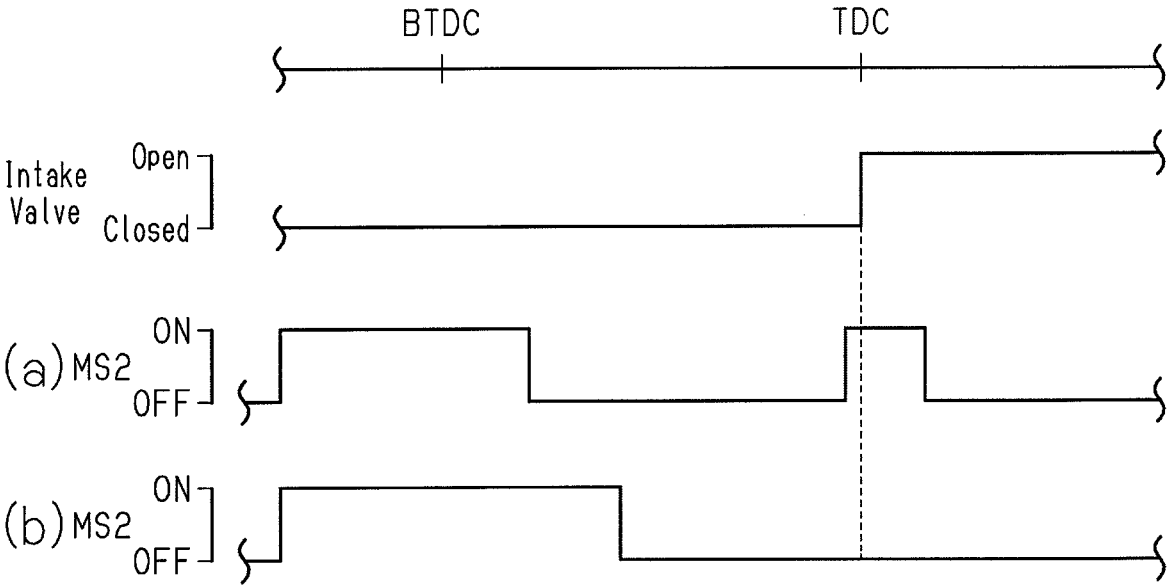 BTDC TDC
Open
Intake
Valve
Closed
ON
(a) MS2
OFF
ON
(b) MS2
OFF